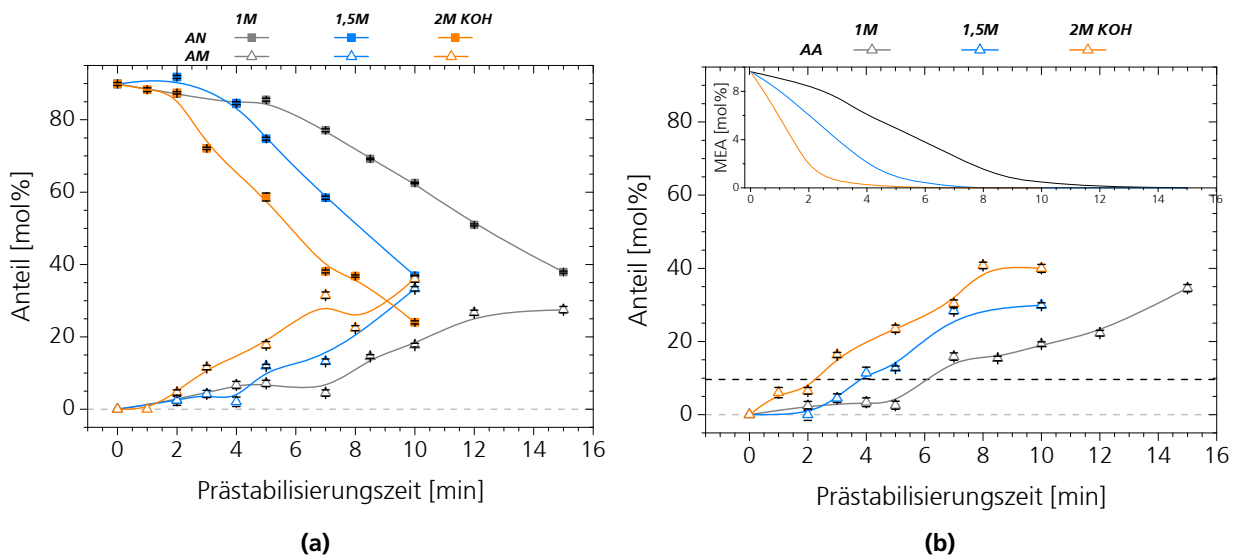 1M 1,5M 2M KOH
AN
AM
Anteil [mol%]
80
60
40
20
0
0 2 4 6 8 10 12 14 16
Prästabilisierungszeit [min]
(a)
1M 1,5M 2M KOH
AA
Anteil [mol%]
80
60
40
20
0
MEA [mol%]
8
4
0
0 2 4 6 8 10 12 14 16
0 2 4 6 8 10 12 14 16
Prästabilisierungszeit [min]
(b)